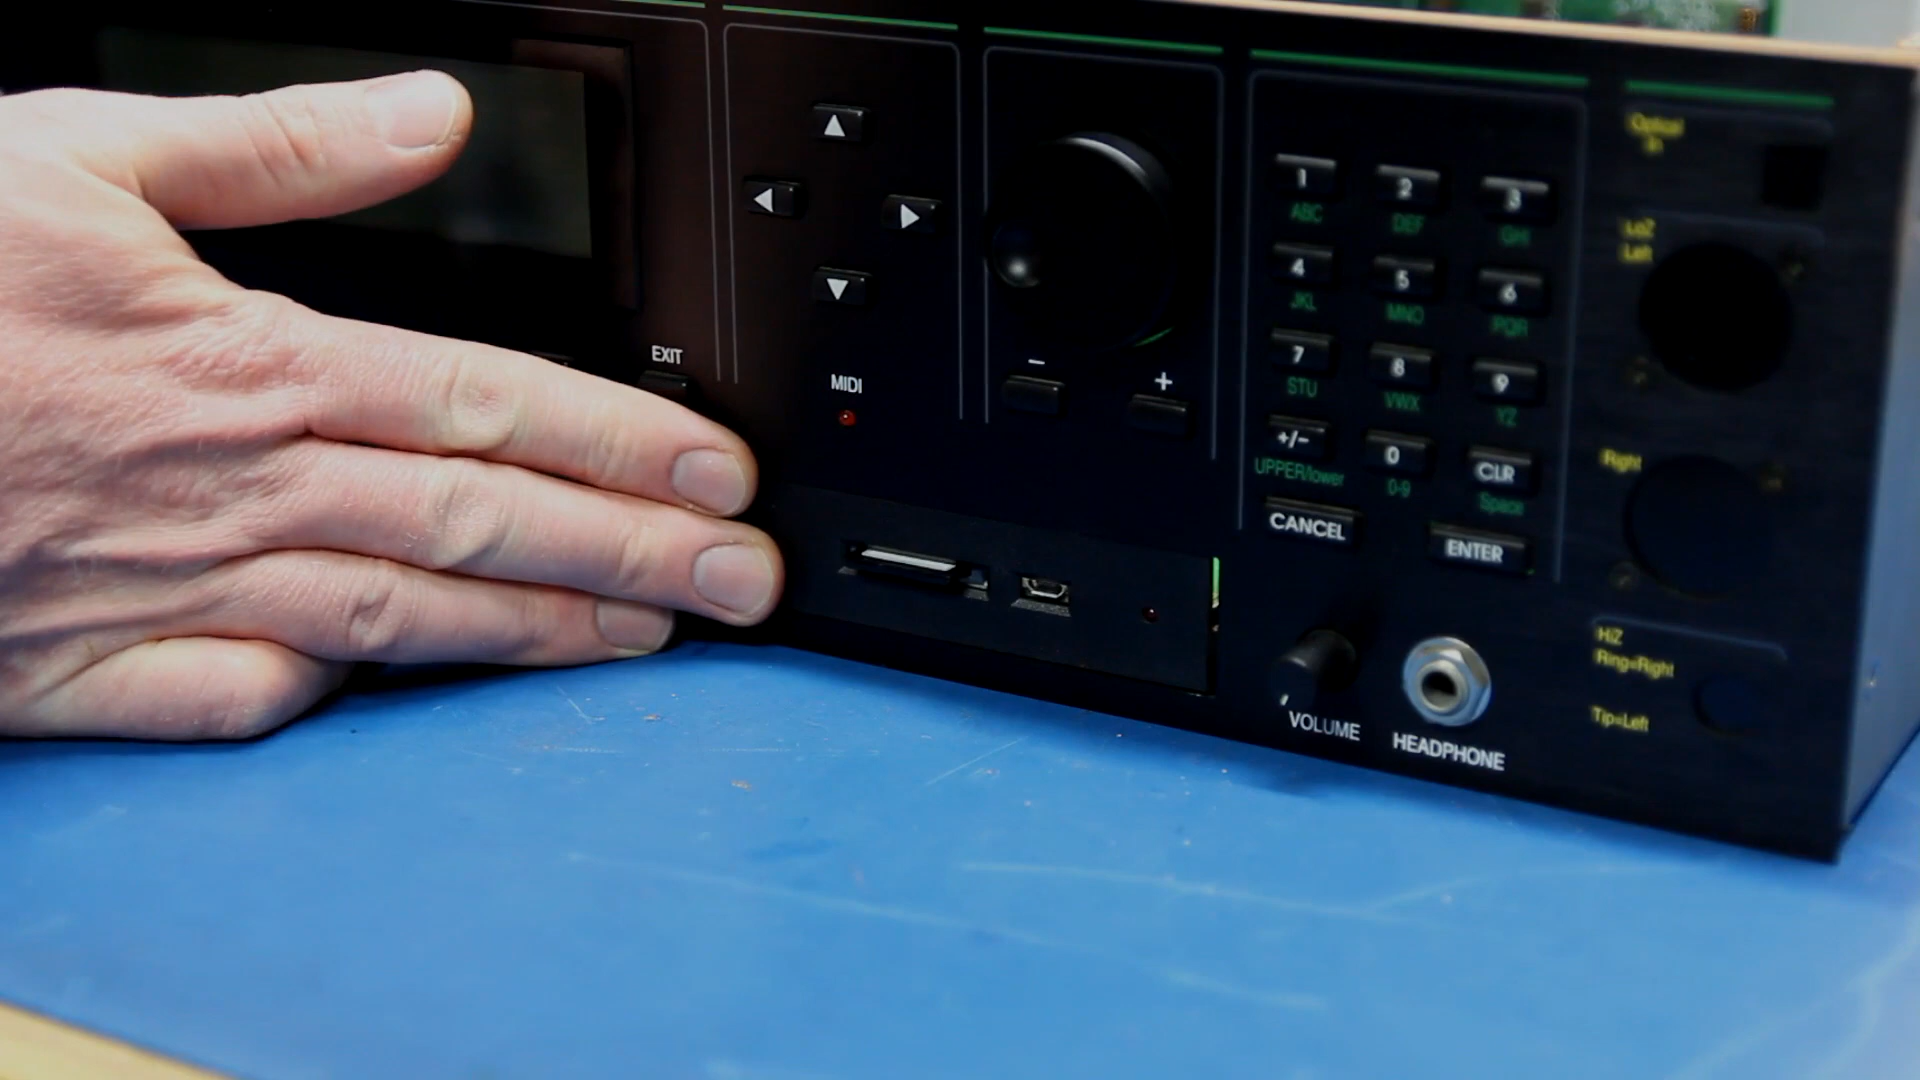 EXIT
MIDI
−
+
1
ABC
2
DEF
3
GHI
4
JKL
5
MNO
6
PQR
7
STU
8
VWX
9
YZ
+/−
UPPER/lower
0
0-9
CLR
Space
CANCEL
ENTER
VOLUME
HEADPHONE
Optical
In
LoZ
Left
Right
HiZ
Ring=Right
Tip=Left